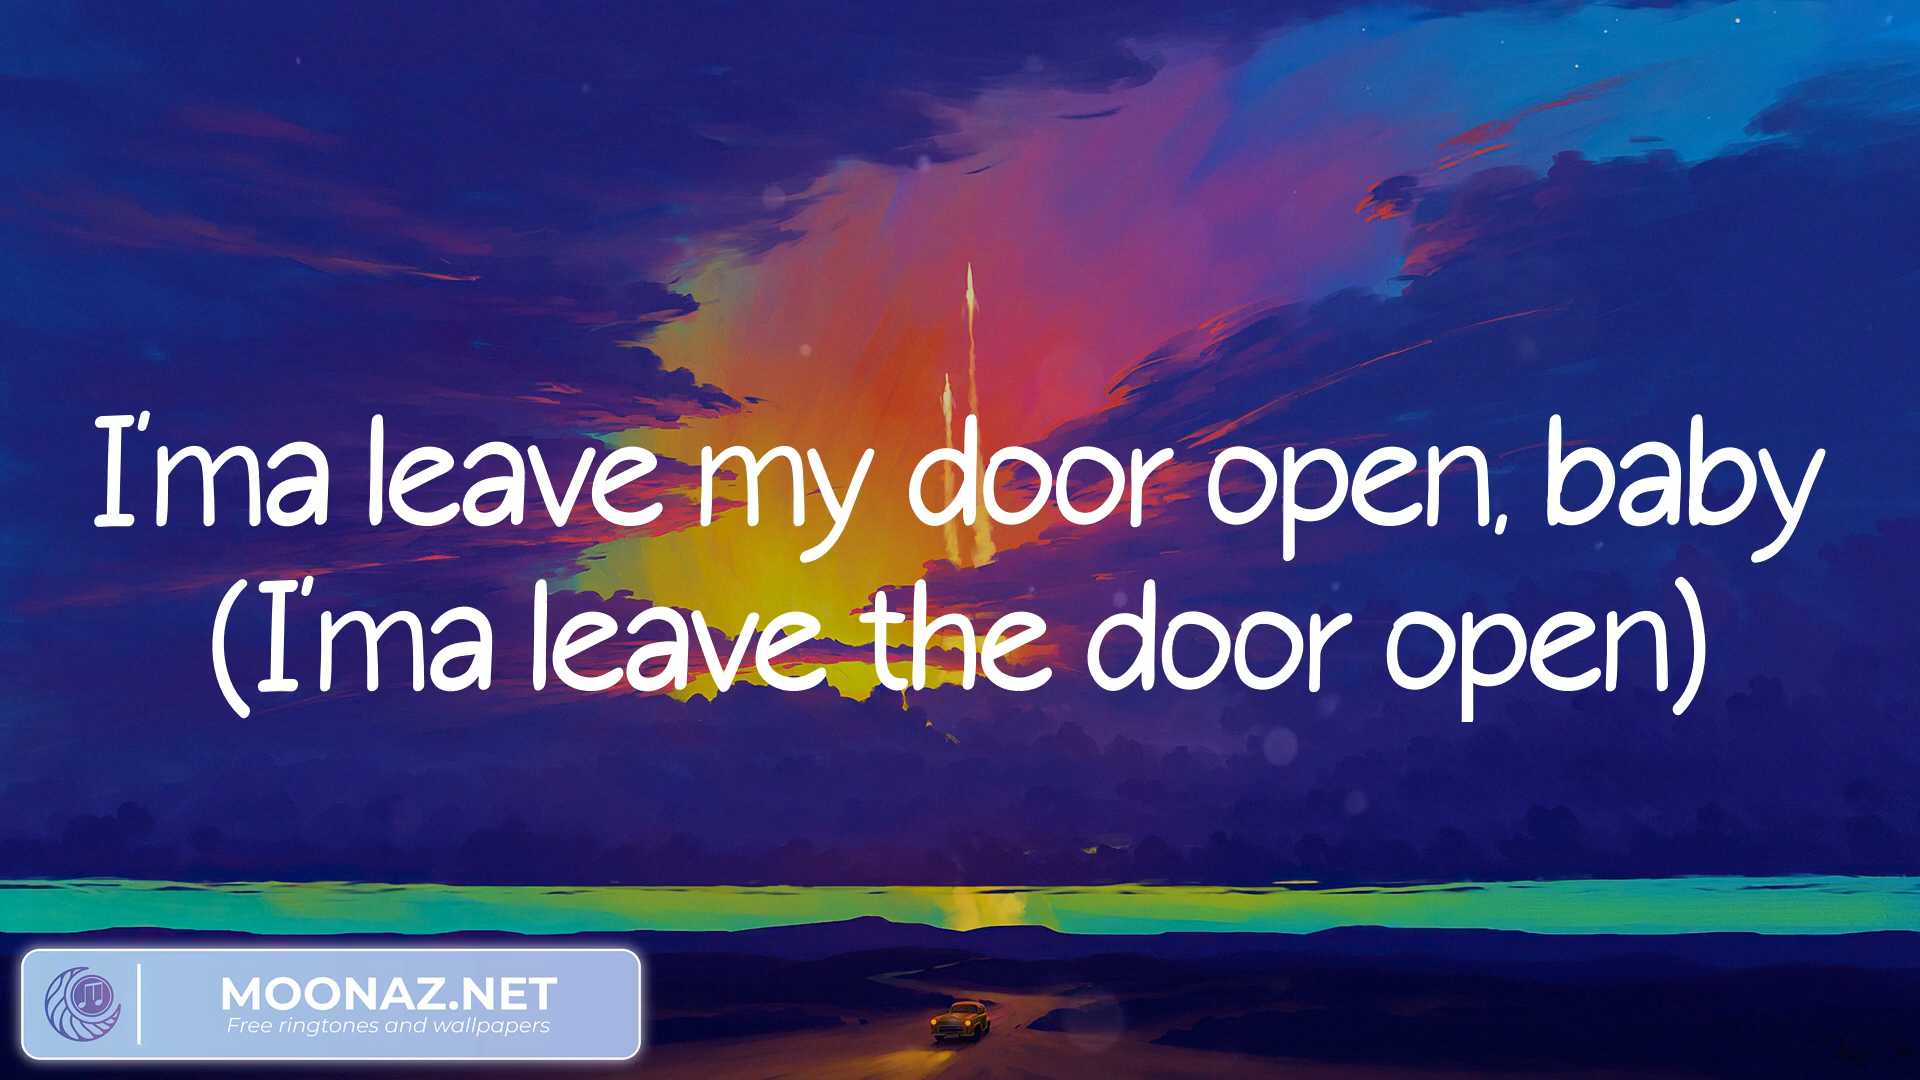 I'ma leave my door open, baby
(I'ma leave the door open)
MOONAZ.NET
Free ringtones and wallpapers